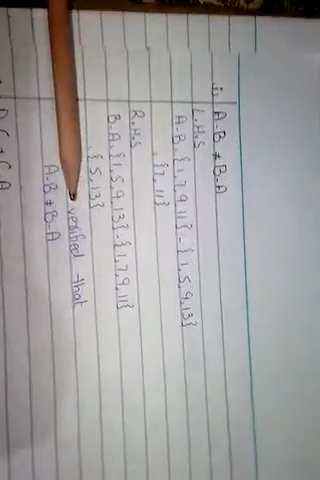 i. A-B ≠ B-A
L.H.S
A-B = {1,7,9,11} - {1,5,9,13}
= {7,11}
R.H.S
B-A = {1,5,9,13} - {1,7,9,11}
= {5,13}
verified that
A-B ≠ B-A